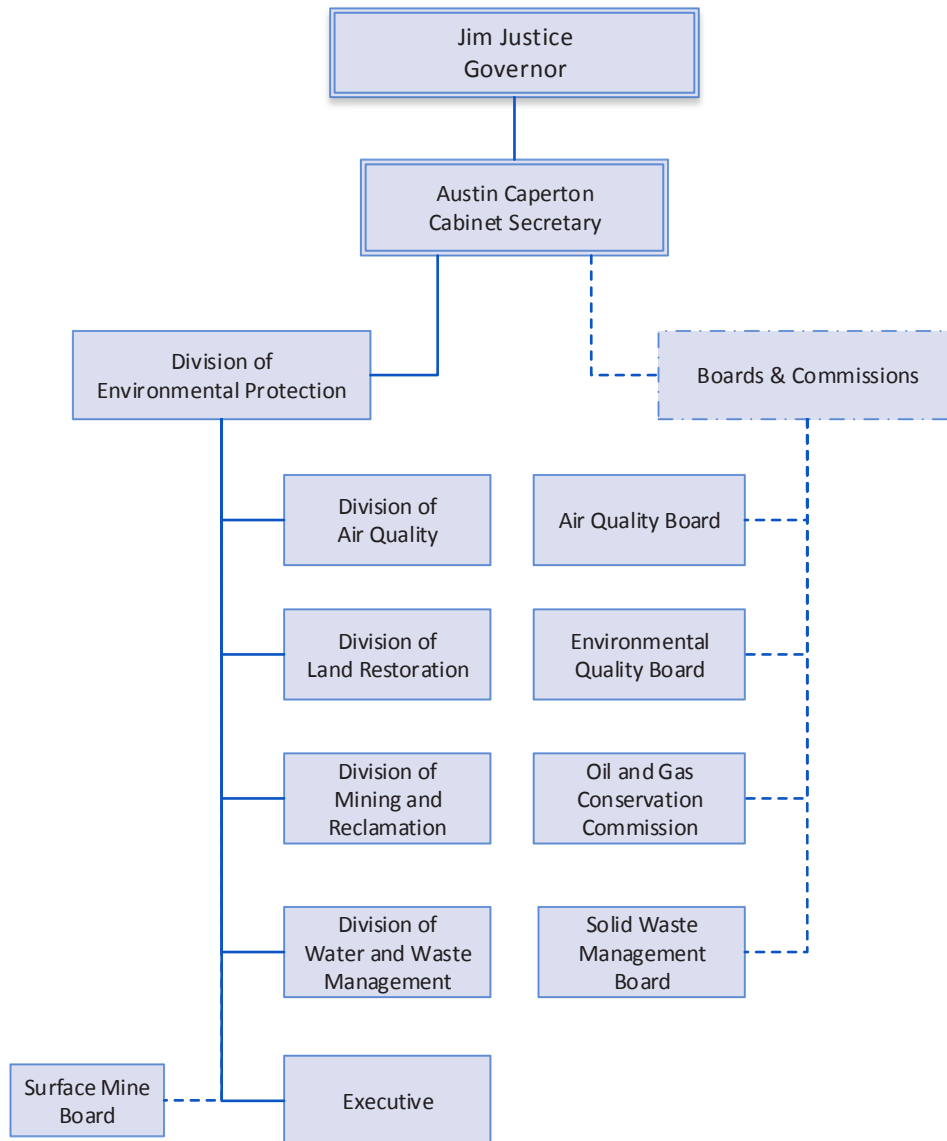 Jim Justice
Governor
Austin Caperton
Cabinet Secretary
Division of
Environmental Protection
Boards & Commissions
Division of
Air Quality
Air Quality Board
Division of
Land Restoration
Environmental
Quality Board
Division of
Mining and
Reclamation
Oil and Gas
Conservation
Commission
Division of
Water and Waste
Management
Solid Waste
Management
Board
Surface Mine
Board
Executive